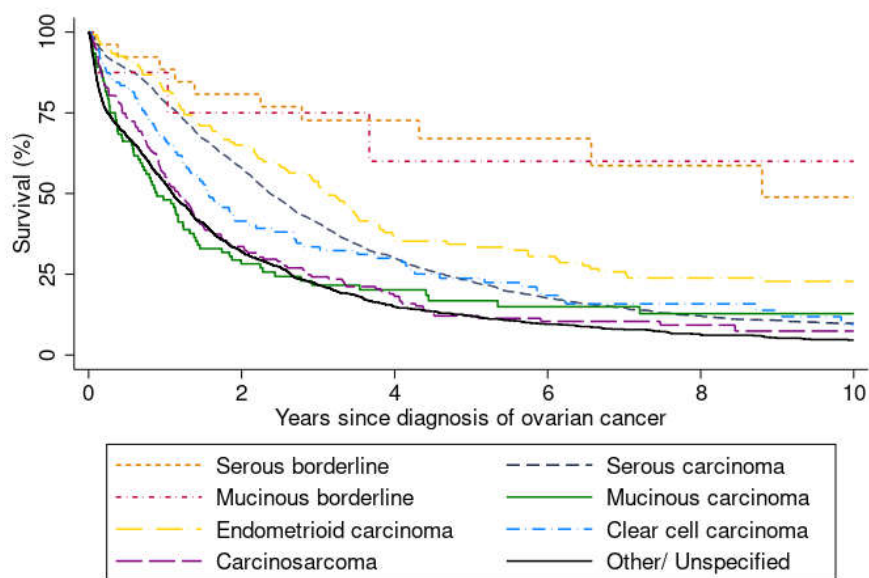 Survival (%)
100
75
50
25
0
0 2 4 6 8 10
Years since diagnosis of ovarian cancer
Serous borderline
Serous carcinoma
Mucinous borderline
Mucinous carcinoma
Endometrioid carcinoma
Clear cell carcinoma
Carcinosarcoma
Other/ Unspecified